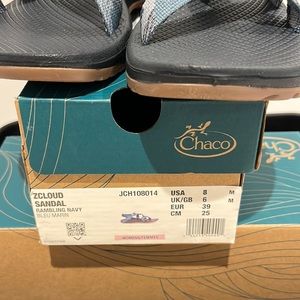 Chaco
ZCLOUD JCH108014 USA 8 M
SANDAL UK/GB 6 M
RAMBLING NAVY EUR 39
BLEU MARIN CM 25